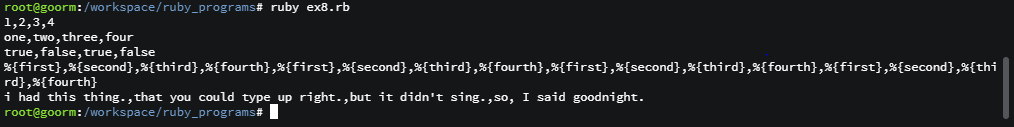 root@goorm:/workspace/ruby_programs# ruby ex8.rb
1,2,3,4
one,two,three,four
true,false,true,false
%{first},%{second},%{third},%{fourth},%{first},%{second},%{third},%{fourth},%{first},%{second},%{third},%{fourth},%{first},%{second},%{thi
rd},%{fourth}
i had this thing.,that you could type up right.,but it didn't sing.,so, I said goodnight.
root@goorm:/workspace/ruby_programs#